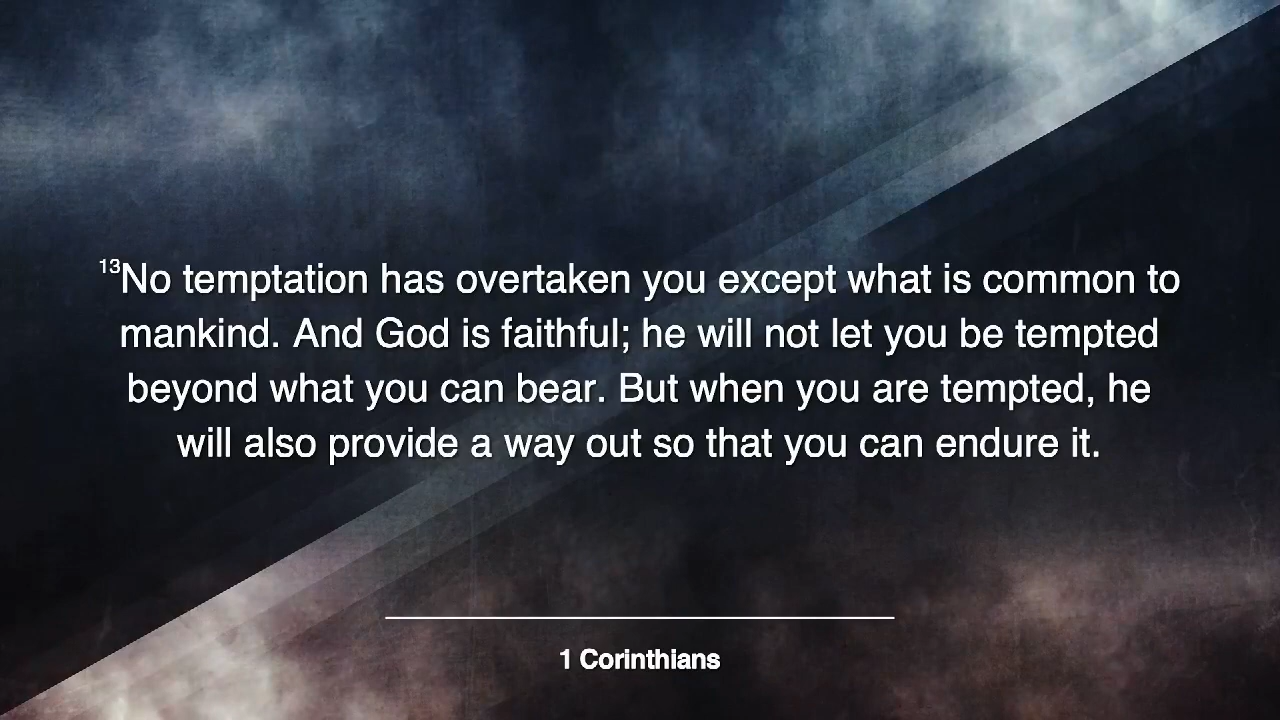 13No temptation has overtaken you except what is common to
mankind. And God is faithful; he will not let you be tempted
beyond what you can bear. But when you are tempted, he
will also provide a way out so that you can endure it.
1 Corinthians